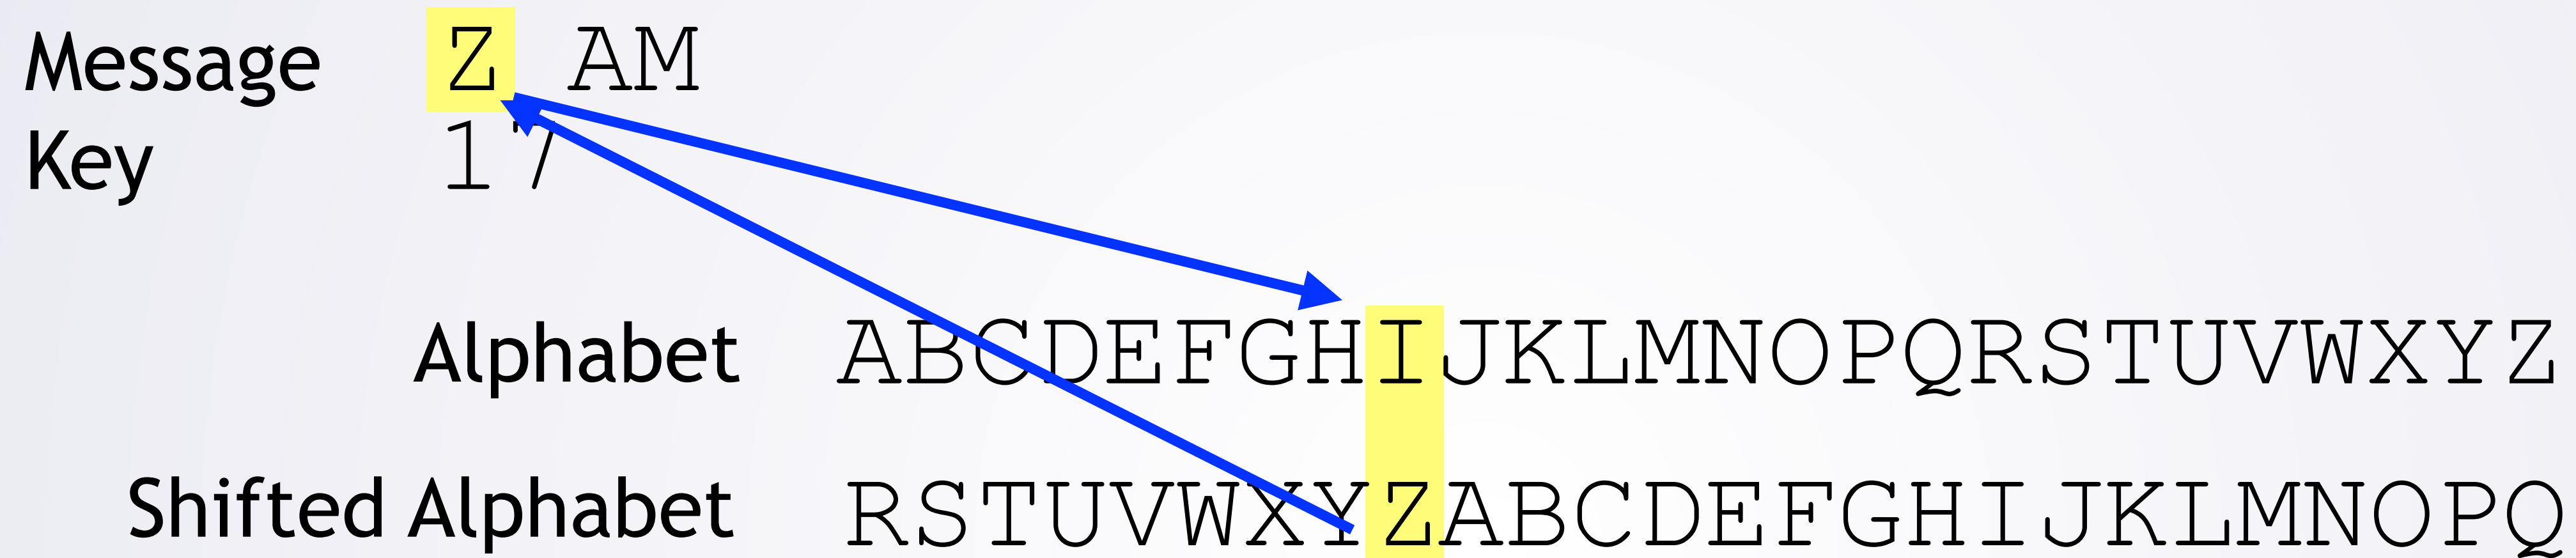 Message Z AM
Key 17
Alphabet ABCDEFGHIJKLMNOPQRSTUVWXYZ
Shifted Alphabet RSTUVWXYZABCDEFGHIJKLMNOPQ